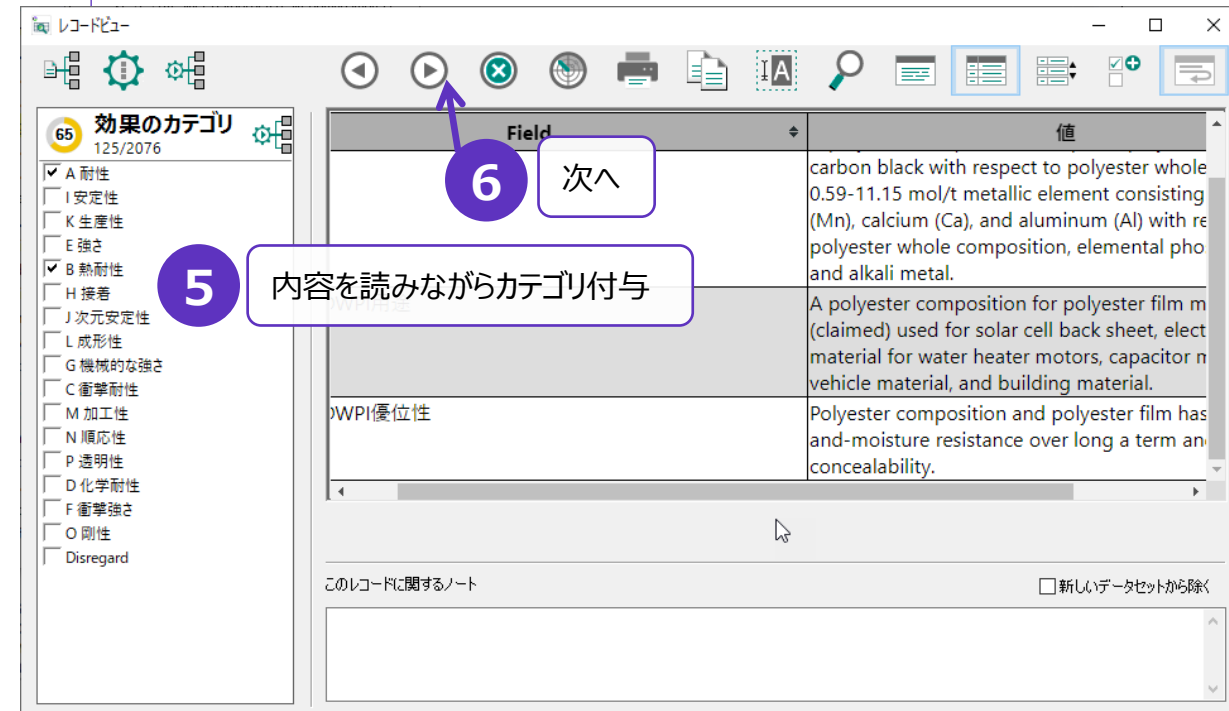 レコードビュー
65
効果のカテゴリ
125/2076
A 耐性
I 安定性
K 生産性
E 強さ
B 熱耐性
H 接着
J 次元安定性
L 成形性
G 機械的な強さ
C 衝撃耐性
M 加工性
N 順応性
P 透明性
D 化学耐性
F 衝撃強さ
O 剛性
Disregard
Field
値
carbon black with respect to polyester whole
0.59-11.15 mol/t metallic element consisting
(Mn), calcium (Ca), and aluminum (Al) with re
polyester whole composition, elemental pho
and alkali metal.
A polyester composition for polyester film m
(claimed) used for solar cell back sheet, elect
material for water heater motors, capacitor m
vehicle material, and building material.
DWPI優位性
Polyester composition and polyester film has
and-moisture resistance over long a term an
concealability.
6
次へ
5
内容を読みながらカテゴリ付与
このレコードに関するノート
新しいデータセットから除く